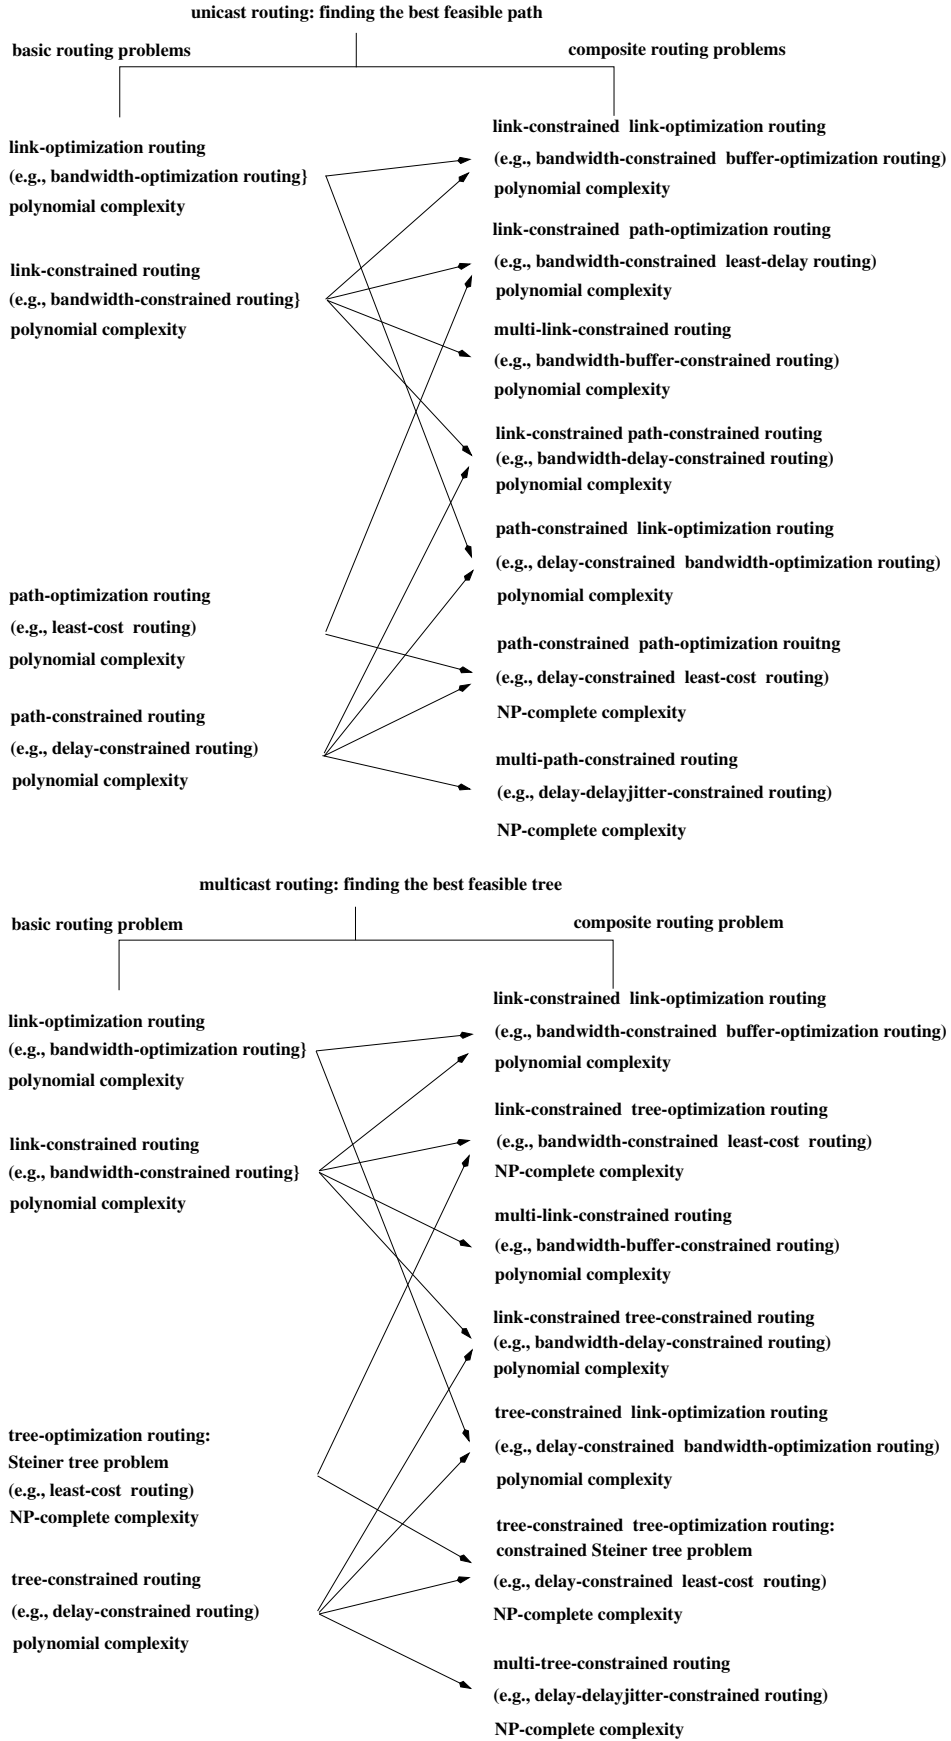 unicast routing: finding the best feasible path
basic routing problems
composite routing problems
link-optimization routing
(e.g., bandwidth-optimization routing}
polynomial complexity
link-constrained routing
(e.g., bandwidth-constrained routing}
polynomial complexity
path-optimization routing
(e.g., least-cost routing)
polynomial complexity
path-constrained routing
(e.g., delay-constrained routing)
polynomial complexity
link-constrained link-optimization routing
(e.g., bandwidth-constrained buffer-optimization routing)
polynomial complexity
link-constrained path-optimization routing
(e.g., bandwidth-constrained least-delay routing)
polynomial complexity
multi-link-constrained routing
(e.g., bandwidth-buffer-constrained routing)
polynomial complexity
link-constrained path-constrained routing
(e.g., bandwidth-delay-constrained routing)
polynomial complexity
path-constrained link-optimization routing
(e.g., delay-constrained bandwidth-optimization routing)
polynomial complexity
path-constrained path-optimization rouitng
(e.g., delay-constrained least-cost routing)
NP-complete complexity
multi-path-constrained routing
(e.g., delay-delayjitter-constrained routing)
NP-complete complexity
multicast routing: finding the best feasible tree
basic routing problem
composite routing problem
link-optimization routing
(e.g., bandwidth-optimization routing}
polynomial complexity
link-constrained routing
(e.g., bandwidth-constrained routing}
polynomial complexity
tree-optimization routing:
Steiner tree problem
(e.g., least-cost routing)
NP-complete complexity
tree-constrained routing
(e.g., delay-constrained routing)
polynomial complexity
link-constrained link-optimization routing
(e.g., bandwidth-constrained buffer-optimization routing)
polynomial complexity
link-constrained tree-optimization routing
(e.g., bandwidth-constrained least-cost routing)
NP-complete complexity
multi-link-constrained routing
(e.g., bandwidth-buffer-constrained routing)
polynomial complexity
link-constrained tree-constrained routing
(e.g., bandwidth-delay-constrained routing)
polynomial complexity
tree-constrained link-optimization routing
(e.g., delay-constrained bandwidth-optimization routing)
polynomial complexity
tree-constrained tree-optimization routing:
constrained Steiner tree problem
(e.g., delay-constrained least-cost routing)
NP-complete complexity
multi-tree-constrained routing
(e.g., delay-delayjitter-constrained routing)
NP-complete complexity